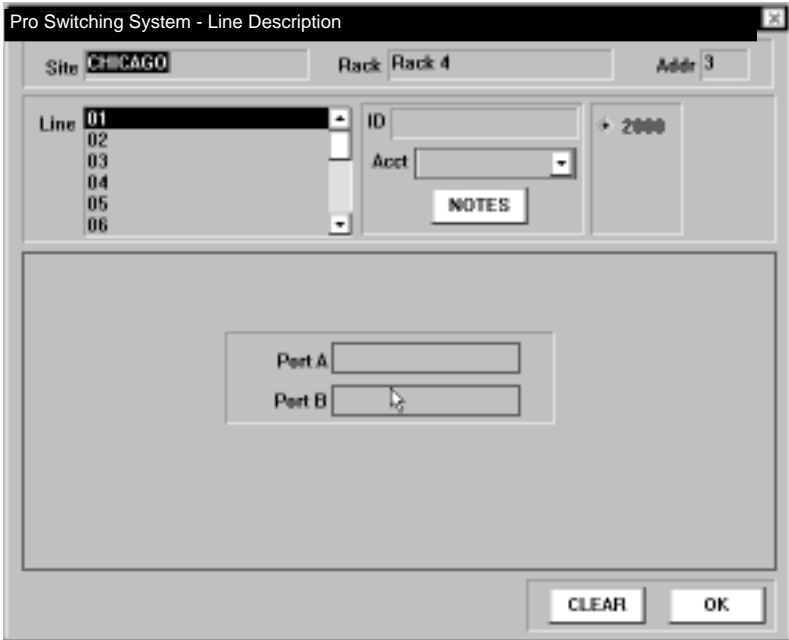 Pro Switching System - Line Description
Site CHICAGO Rack Rack 4 Addr 3
Line 01
02
03
04
05
06
ID
Acct
NOTES
2000
Port A
Port B
CLEAR OK